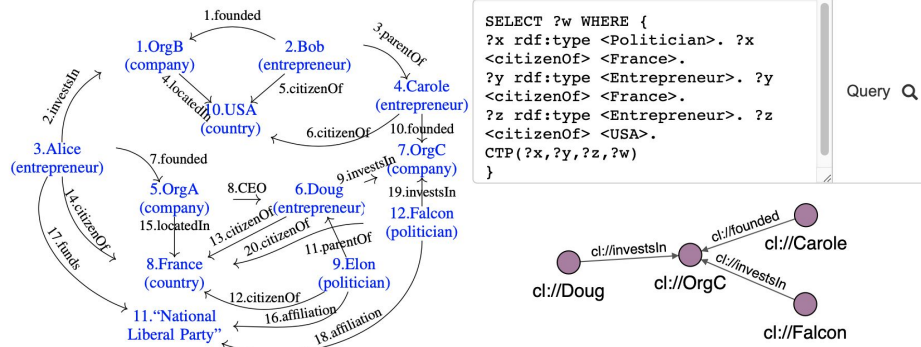 1.founded
1.OrgB
(company)
2.Bob
(entrepreneur)
3.parentOf
2.investsIn
4.locatedIn
5.citizenOf
10.USA
(country)
4.Carole
(entrepreneur)
6.citizenOf
10.founded
3.Alice
(entrepreneur)
7.founded
9.investsIn
7.OrgC
(company)
5.OrgA
(company)
8.CEO
6.Doug
(entrepreneur)
19.investsIn
14.citizenOf
15.locatedIn
13.citizenOf
20.citizenOf
12.Falcon
(politician)
17.funds
11.parentOf
8.France
(country)
9.Elon
(politician)
12.citizenOf
11.“National
Liberal Party”
16.affiliation
18.affiliation
SELECT ?w WHERE {
?x rdf:type <Politician>. ?x
<citizenOf> <France>.
?y rdf:type <Entrepreneur>. ?y
<citizenOf> <France>.
?z rdf:type <Entrepreneur>. ?z
<citizenOf> <USA>.
CTP(?x,?y,?z,?w)
}
Query
cl://founded
cl://Carole
cl://investsIn
cl://Doug
cl://OrgC
cl://investsIn
cl://Falcon